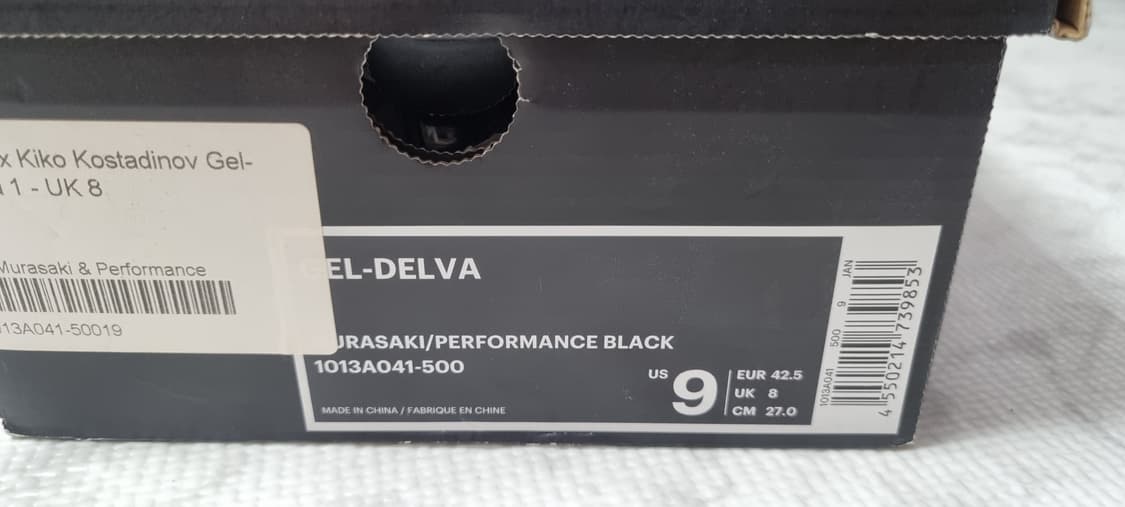 x Kiko Kostadinov Gel-
1 - UK 8
Murasaki & Performance
13A041-50019
EL-DELVA
URASAKI/PERFORMANCE BLACK
1013A041-500
MADE IN CHINA / FABRIQUE EN CHINE
US 9
EUR 42.5
UK 8
CM 27.0
1013A041 500 9 JAN
4550214739853